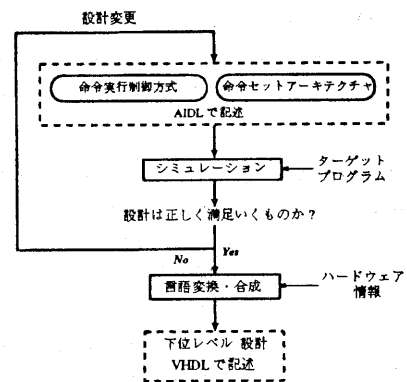 設計変更
命令実行制御方式
命令セットアーキテクチャ
AIDLで記述
シミュレーション
ターゲット
プログラム
設計は正しく満足いくものか？
No
Yes
言語変換・合成
ハードウェア
情報
下位レベル 設計
VHDLで記述